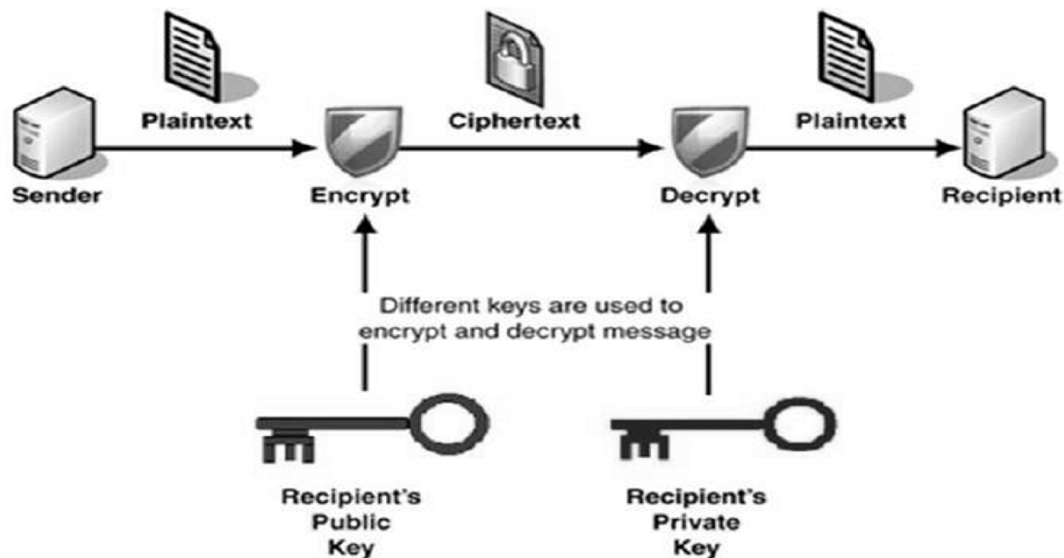 Plaintext
Ciphertext
Plaintext
Sender
Encrypt
Decrypt
Recipient
Different keys are used to
encrypt and decrypt message
Recipient's
Public
Key
Recipient's
Private
Key